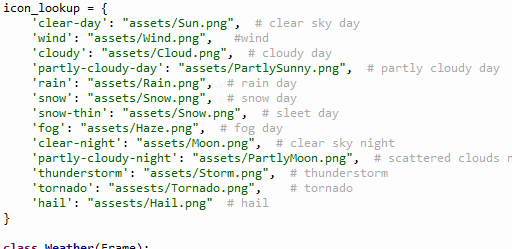 icon_lookup = {
    'clear-day': "assets/Sun.png",  # clear sky day
    'wind': "assets/Wind.png",   #wind
    'cloudy': "assets/Cloud.png",  # cloudy day
    'partly-cloudy-day': "assets/PartlySunny.png",  # partly cloudy day
    'rain': "assets/Rain.png",  # rain day
    'snow': "assets/Snow.png",  # snow day
    'snow-thin': "assets/Snow.png",  # sleet day
    'fog': "assets/Haze.png",  # fog day
    'clear-night': "assets/Moon.png",  # clear sky night
    'partly-cloudy-night': "assets/PartlyMoon.png",  # scattered clouds n
    'thunderstorm': "assets/Storm.png",  # thunderstorm
    'tornado': "assests/Tornado.png",    # tornado
    'hail': "assests/Hail.png"  # hail
}
class Weather(Frame):